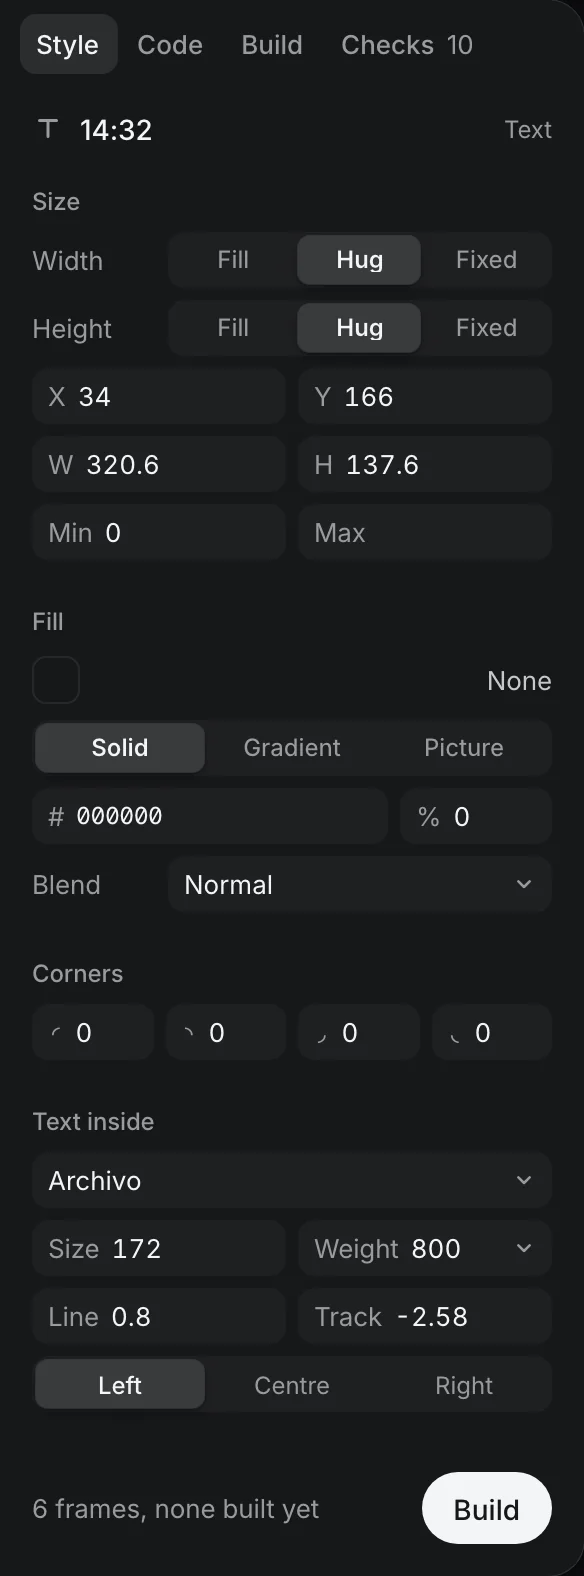 Style Code Build Checks 10
T 14:32 Text
Size
Width Fill Hug Fixed
Height Fill Hug Fixed
X 34 Y 166
W 320.6 H 137.6
Min 0 Max
Fill
None
Solid Gradient Picture
# 000000 % 0
Blend Normal
Corners
0 0 0 0
Text inside
Archivo
Size 172 Weight 800
Line 0.8 Track -2.58
Left Centre Right
6 frames, none built yet Build